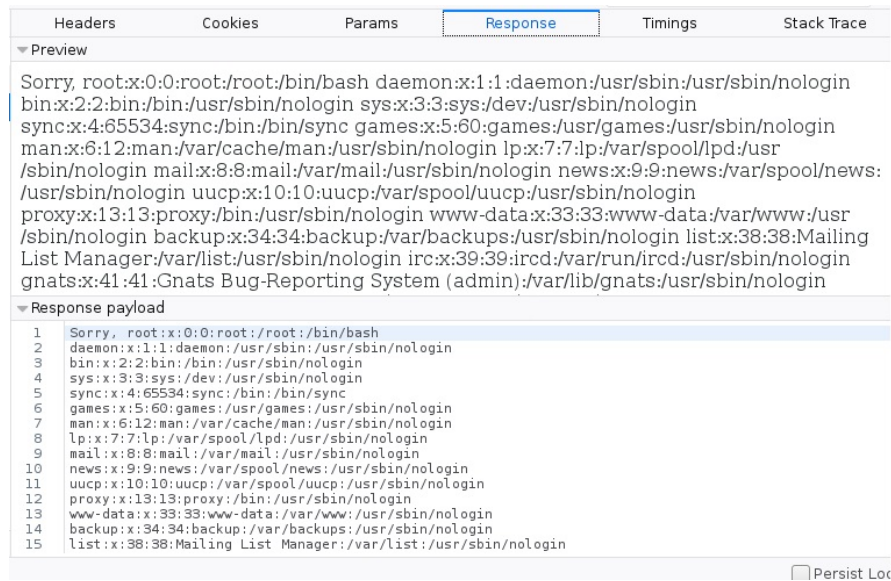 Headers Cookies Params Response Timings Stack Trace
Preview
Sorry, root:x:0:0:root:/root:/bin/bash daemon:x:1:1:daemon:/usr/sbin:/usr/sbin/nologin
bin:x:2:2:bin:/bin:/usr/sbin/nologin sys:x:3:3:sys:/dev:/usr/sbin/nologin
sync:x:4:65534:sync:/bin:/bin/sync games:x:5:60:games:/usr/games:/usr/sbin/nologin
man:x:6:12:man:/var/cache/man:/usr/sbin/nologin lp:x:7:7:lp:/var/spool/lpd:/usr
/sbin/nologin mail:x:8:8:mail:/var/mail:/usr/sbin/nologin news:x:9:9:news:/var/spool/news:
/usr/sbin/nologin uucp:x:10:10:uucp:/var/spool/uucp:/usr/sbin/nologin
proxy:x:13:13:proxy:/bin:/usr/sbin/nologin www-data:x:33:33:www-data:/var/www:/usr
/sbin/nologin backup:x:34:34:backup:/var/backups:/usr/sbin/nologin list:x:38:38:Mailing
List Manager:/var/list:/usr/sbin/nologin irc:x:39:39:ircd:/var/run/ircd:/usr/sbin/nologin
gnats:x:41:41:Gnats Bug-Reporting System (admin):/var/lib/gnats:/usr/sbin/nologin
Response payload
1 Sorry, root:x:0:0:root:/root:/bin/bash
2 daemon:x:1:1:daemon:/usr/sbin:/usr/sbin/nologin
3 bin:x:2:2:bin:/bin:/usr/sbin/nologin
4 sys:x:3:3:sys:/dev:/usr/sbin/nologin
5 sync:x:4:65534:sync:/bin:/bin/sync
6 games:x:5:60:games:/usr/games:/usr/sbin/nologin
7 man:x:6:12:man:/var/cache/man:/usr/sbin/nologin
8 lp:x:7:7:lp:/var/spool/lpd:/usr/sbin/nologin
9 mail:x:8:8:mail:/var/mail:/usr/sbin/nologin
10 news:x:9:9:news:/var/spool/news:/usr/sbin/nologin
11 uucp:x:10:10:uucp:/var/spool/uucp:/usr/sbin/nologin
12 proxy:x:13:13:proxy:/bin:/usr/sbin/nologin
13 www-data:x:33:33:www-data:/var/www:/usr/sbin/nologin
14 backup:x:34:34:backup:/var/backups:/usr/sbin/nologin
15 list:x:38:38:Mailing List Manager:/var/list:/usr/sbin/nologin
Persist Loc